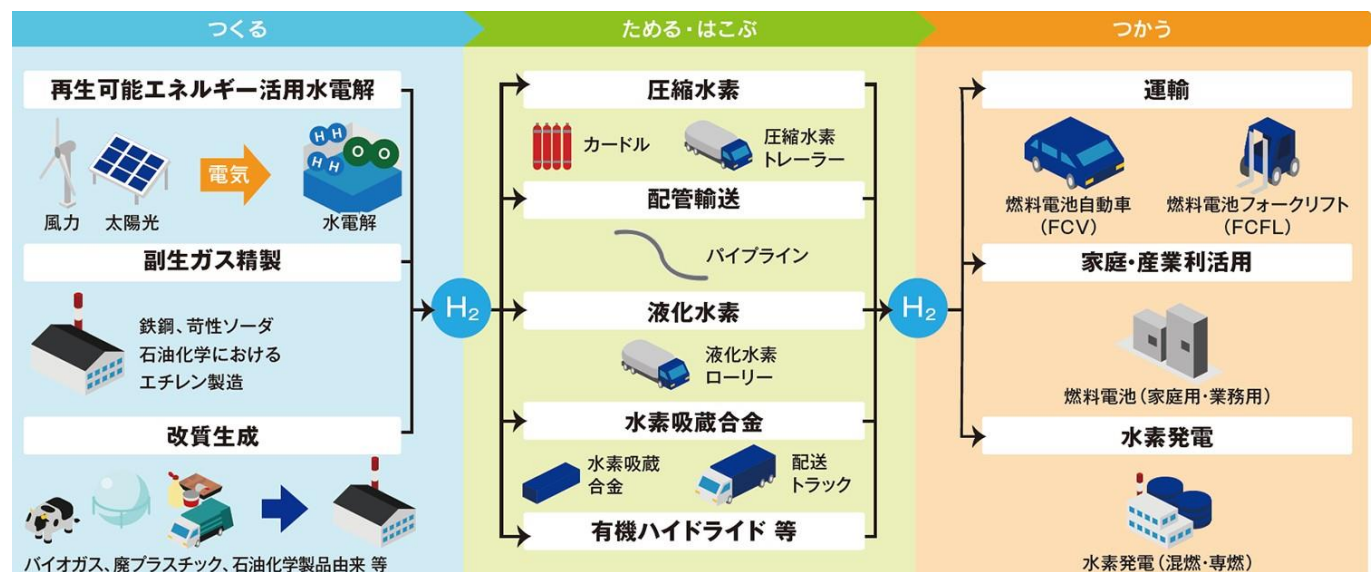 つくる
ためる・はこぶ
つかう
再生可能エネルギー活用水電解
H H
O O
H H
電気
風力
太陽光
水電解
副生ガス精製
鉄鋼、苛性ソーダ
石油化学における
エチレン製造
改質生成
バイオガス、廃プラスチック、石油化学製品由来 等
H₂
圧縮水素
カードル
圧縮水素
トレーラー
配管輸送
パイプライン
液化水素
液化水素
ローリー
水素吸蔵合金
水素吸蔵
合金
配送
トラック
有機ハイドライド 等
H₂
運輸
燃料電池自動車
(FCV)
燃料電池フォークリフト
(FCFL)
家庭・産業利活用
燃料電池(家庭用・業務用)
水素発電
水素発電(混燃・専燃)